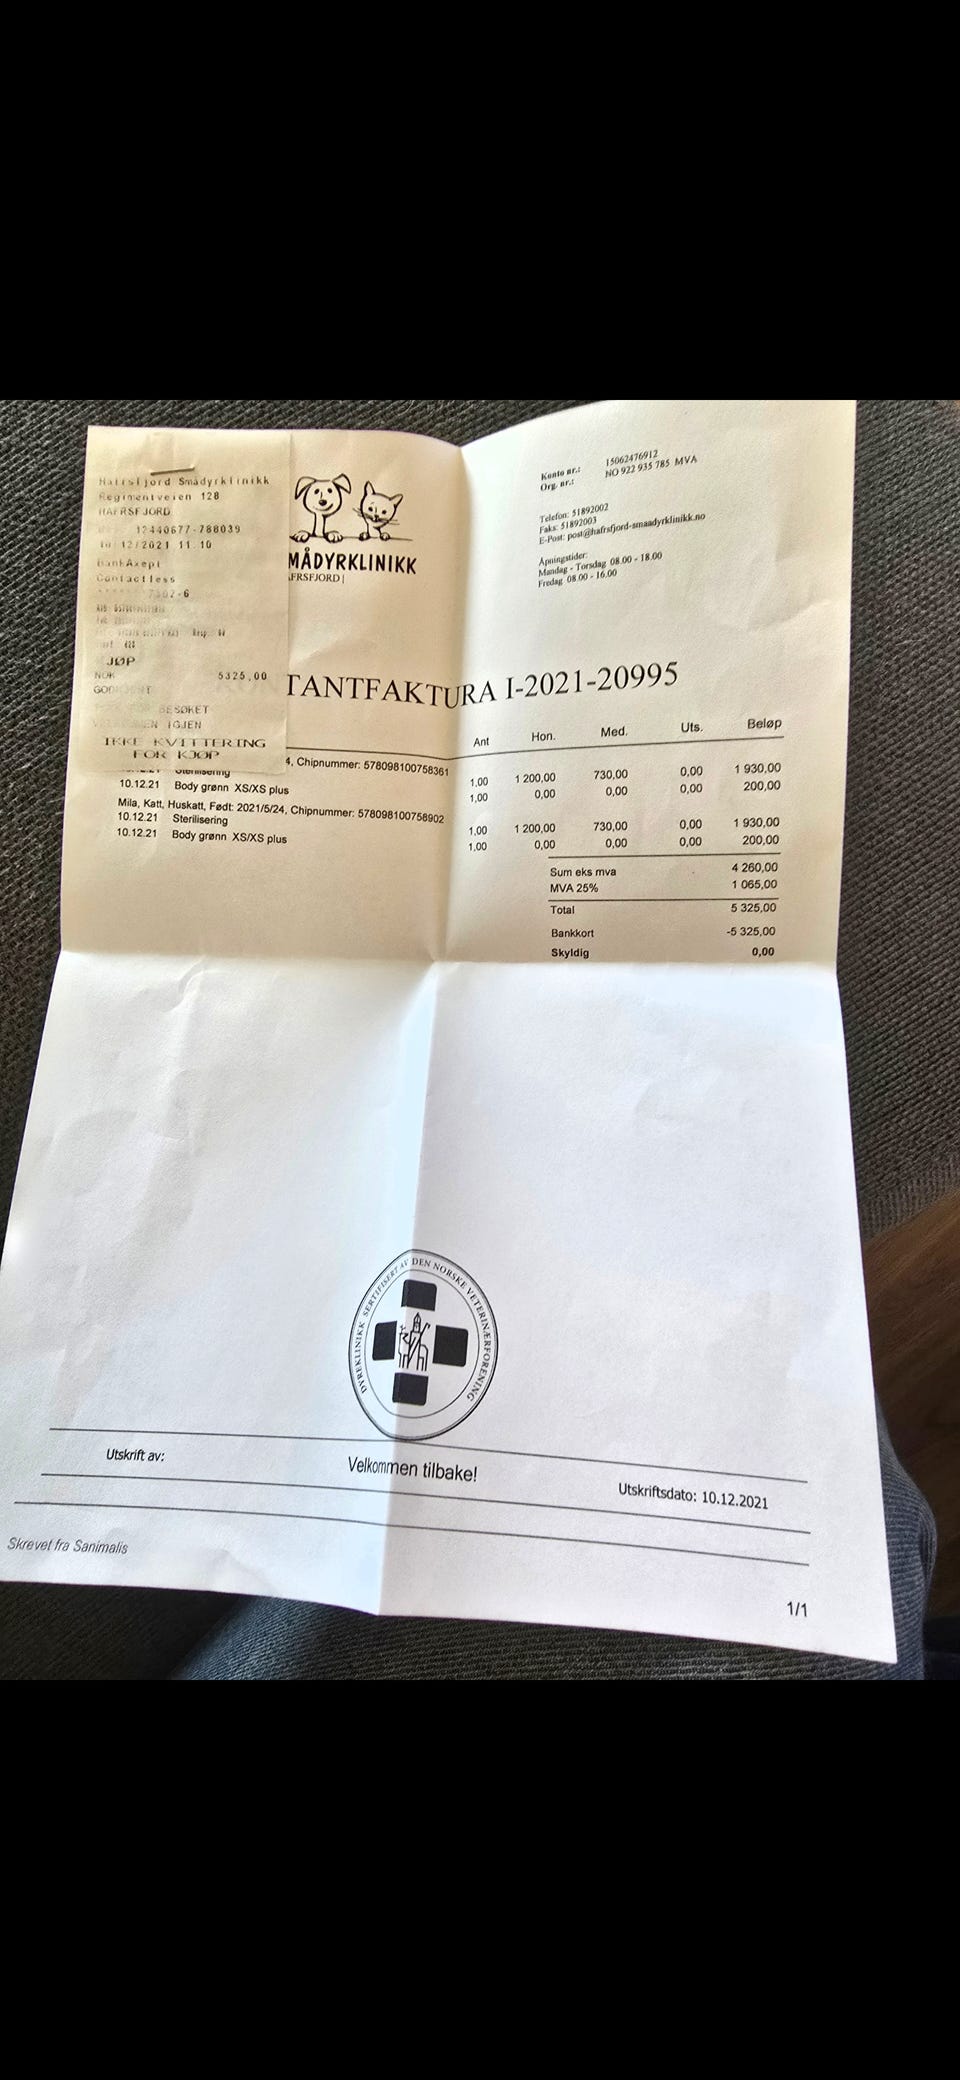 Hafrsfjord Smådyrklinikk
Regimentveien 128
HAFRSFJORD
12440677-788039
10/12/2021 11.10
BankAxept
Contactless
7302-6
JØP
NOK 5325,00
BESØKET
IGJEN
IKKE KVITTERING
FOR KJØP
MÅDYRKLINIKK
FRSFJORD |
Konto nr.: 15062476912
Org. nr.: NO 922 935 785 MVA
Telefon: 51892002
Faks: 51892003
E-Post: post@hafrsfjord-smaadyrklinikk.no
Åpningstider:
Mandag - Torsdag 08.00 - 18.00
Fredag 08.00 - 16.00
TANTFAKTURA I-2021-20995
Ant Hon. Med. Uts. Beløp
4, Chipnummer: 578098100758361
Sterilisering 1,00 1 200,00 730,00 0,00 1 930,00
10.12.21 Body grønn XS/XS plus 1,00 0,00 0,00 0,00 200,00
Mila, Katt, Huskatt, Født: 2021/5/24, Chipnummer: 578098100758902
10.12.21 Sterilisering 1,00 1 200,00 730,00 0,00 1 930,00
10.12.21 Body grønn XS/XS plus 1,00 0,00 0,00 0,00 200,00
Sum eks mva 4 260,00
MVA 25% 1 065,00
Total 5 325,00
Bankkort -5 325,00
Skyldig 0,00
DYREKLINIKK SERTIFISERT AV DEN NORSKE VETERINÆRFORENING
Utskrift av:
Velkommen tilbake!
Utskriftsdato: 10.12.2021
Skrevet fra Sanimalis
1/1